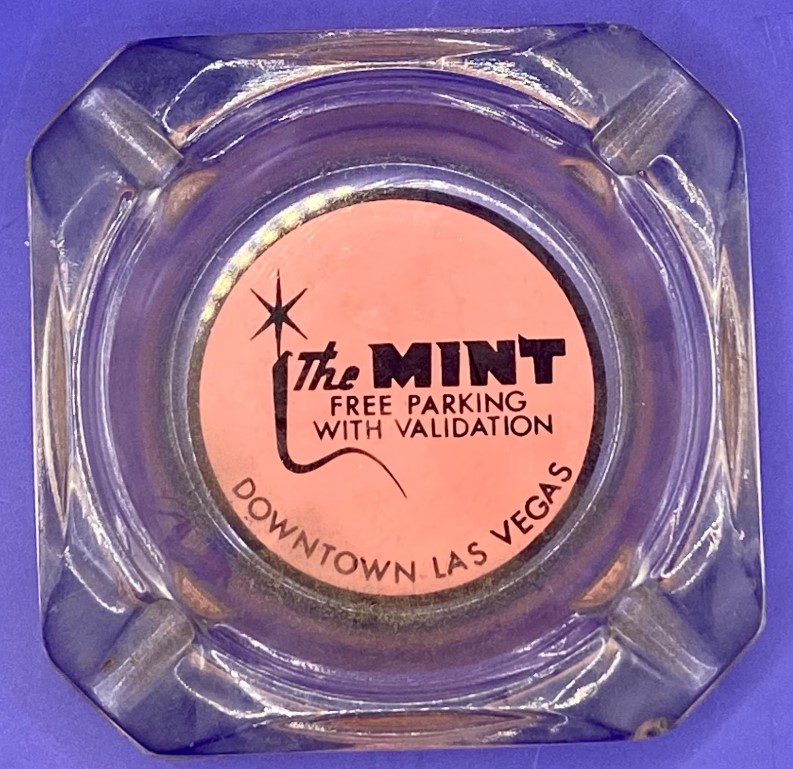 The MINT
FREE PARKING
WITH VALIDATION
DOWNTOWN LAS VEGAS